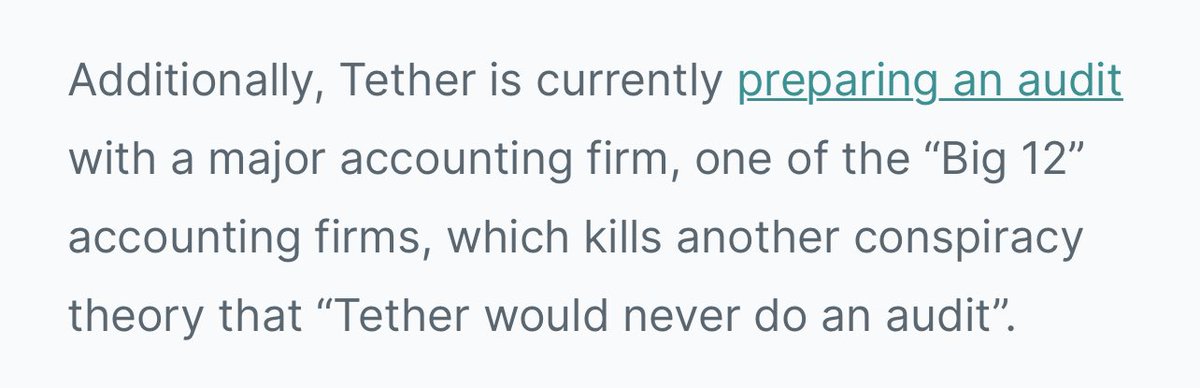 Additionally, Tether is currently preparing an audit
with a major accounting firm, one of the “Big 12”
accounting firms, which kills another conspiracy
theory that “Tether would never do an audit”.